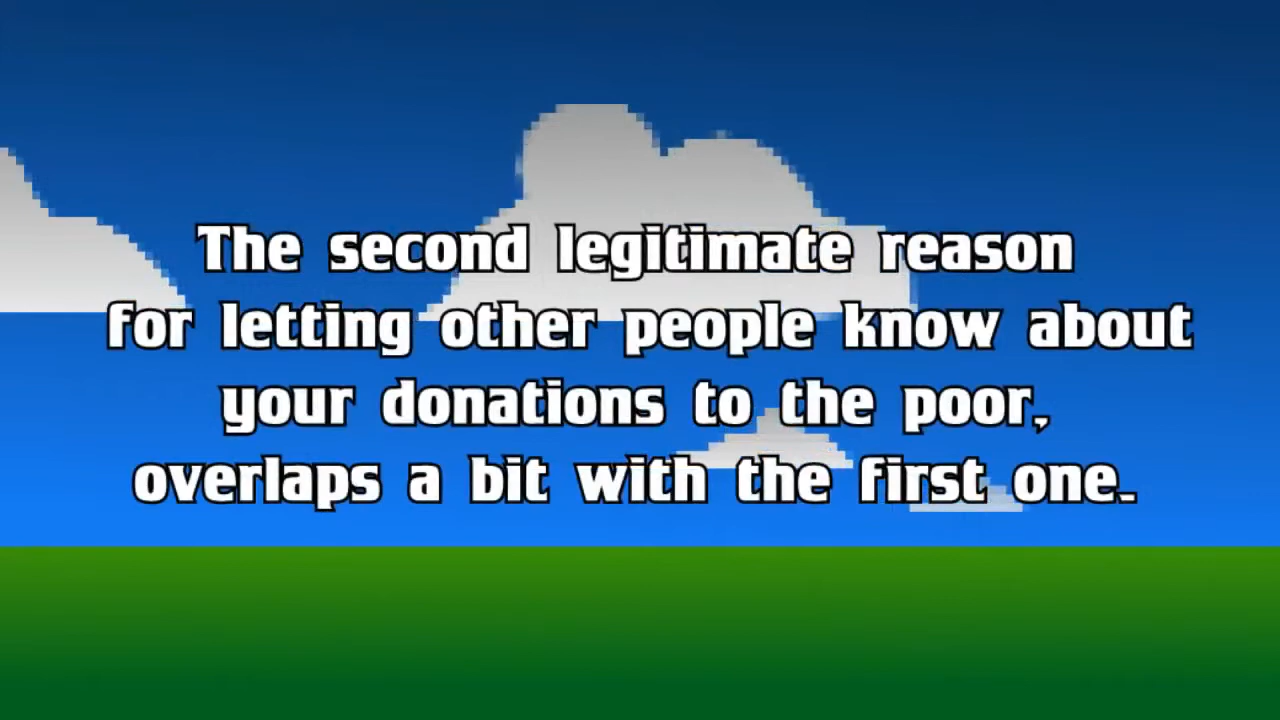 The second legitimate reason
for letting other people know about
your donations to the poor,
overlaps a bit with the first one.